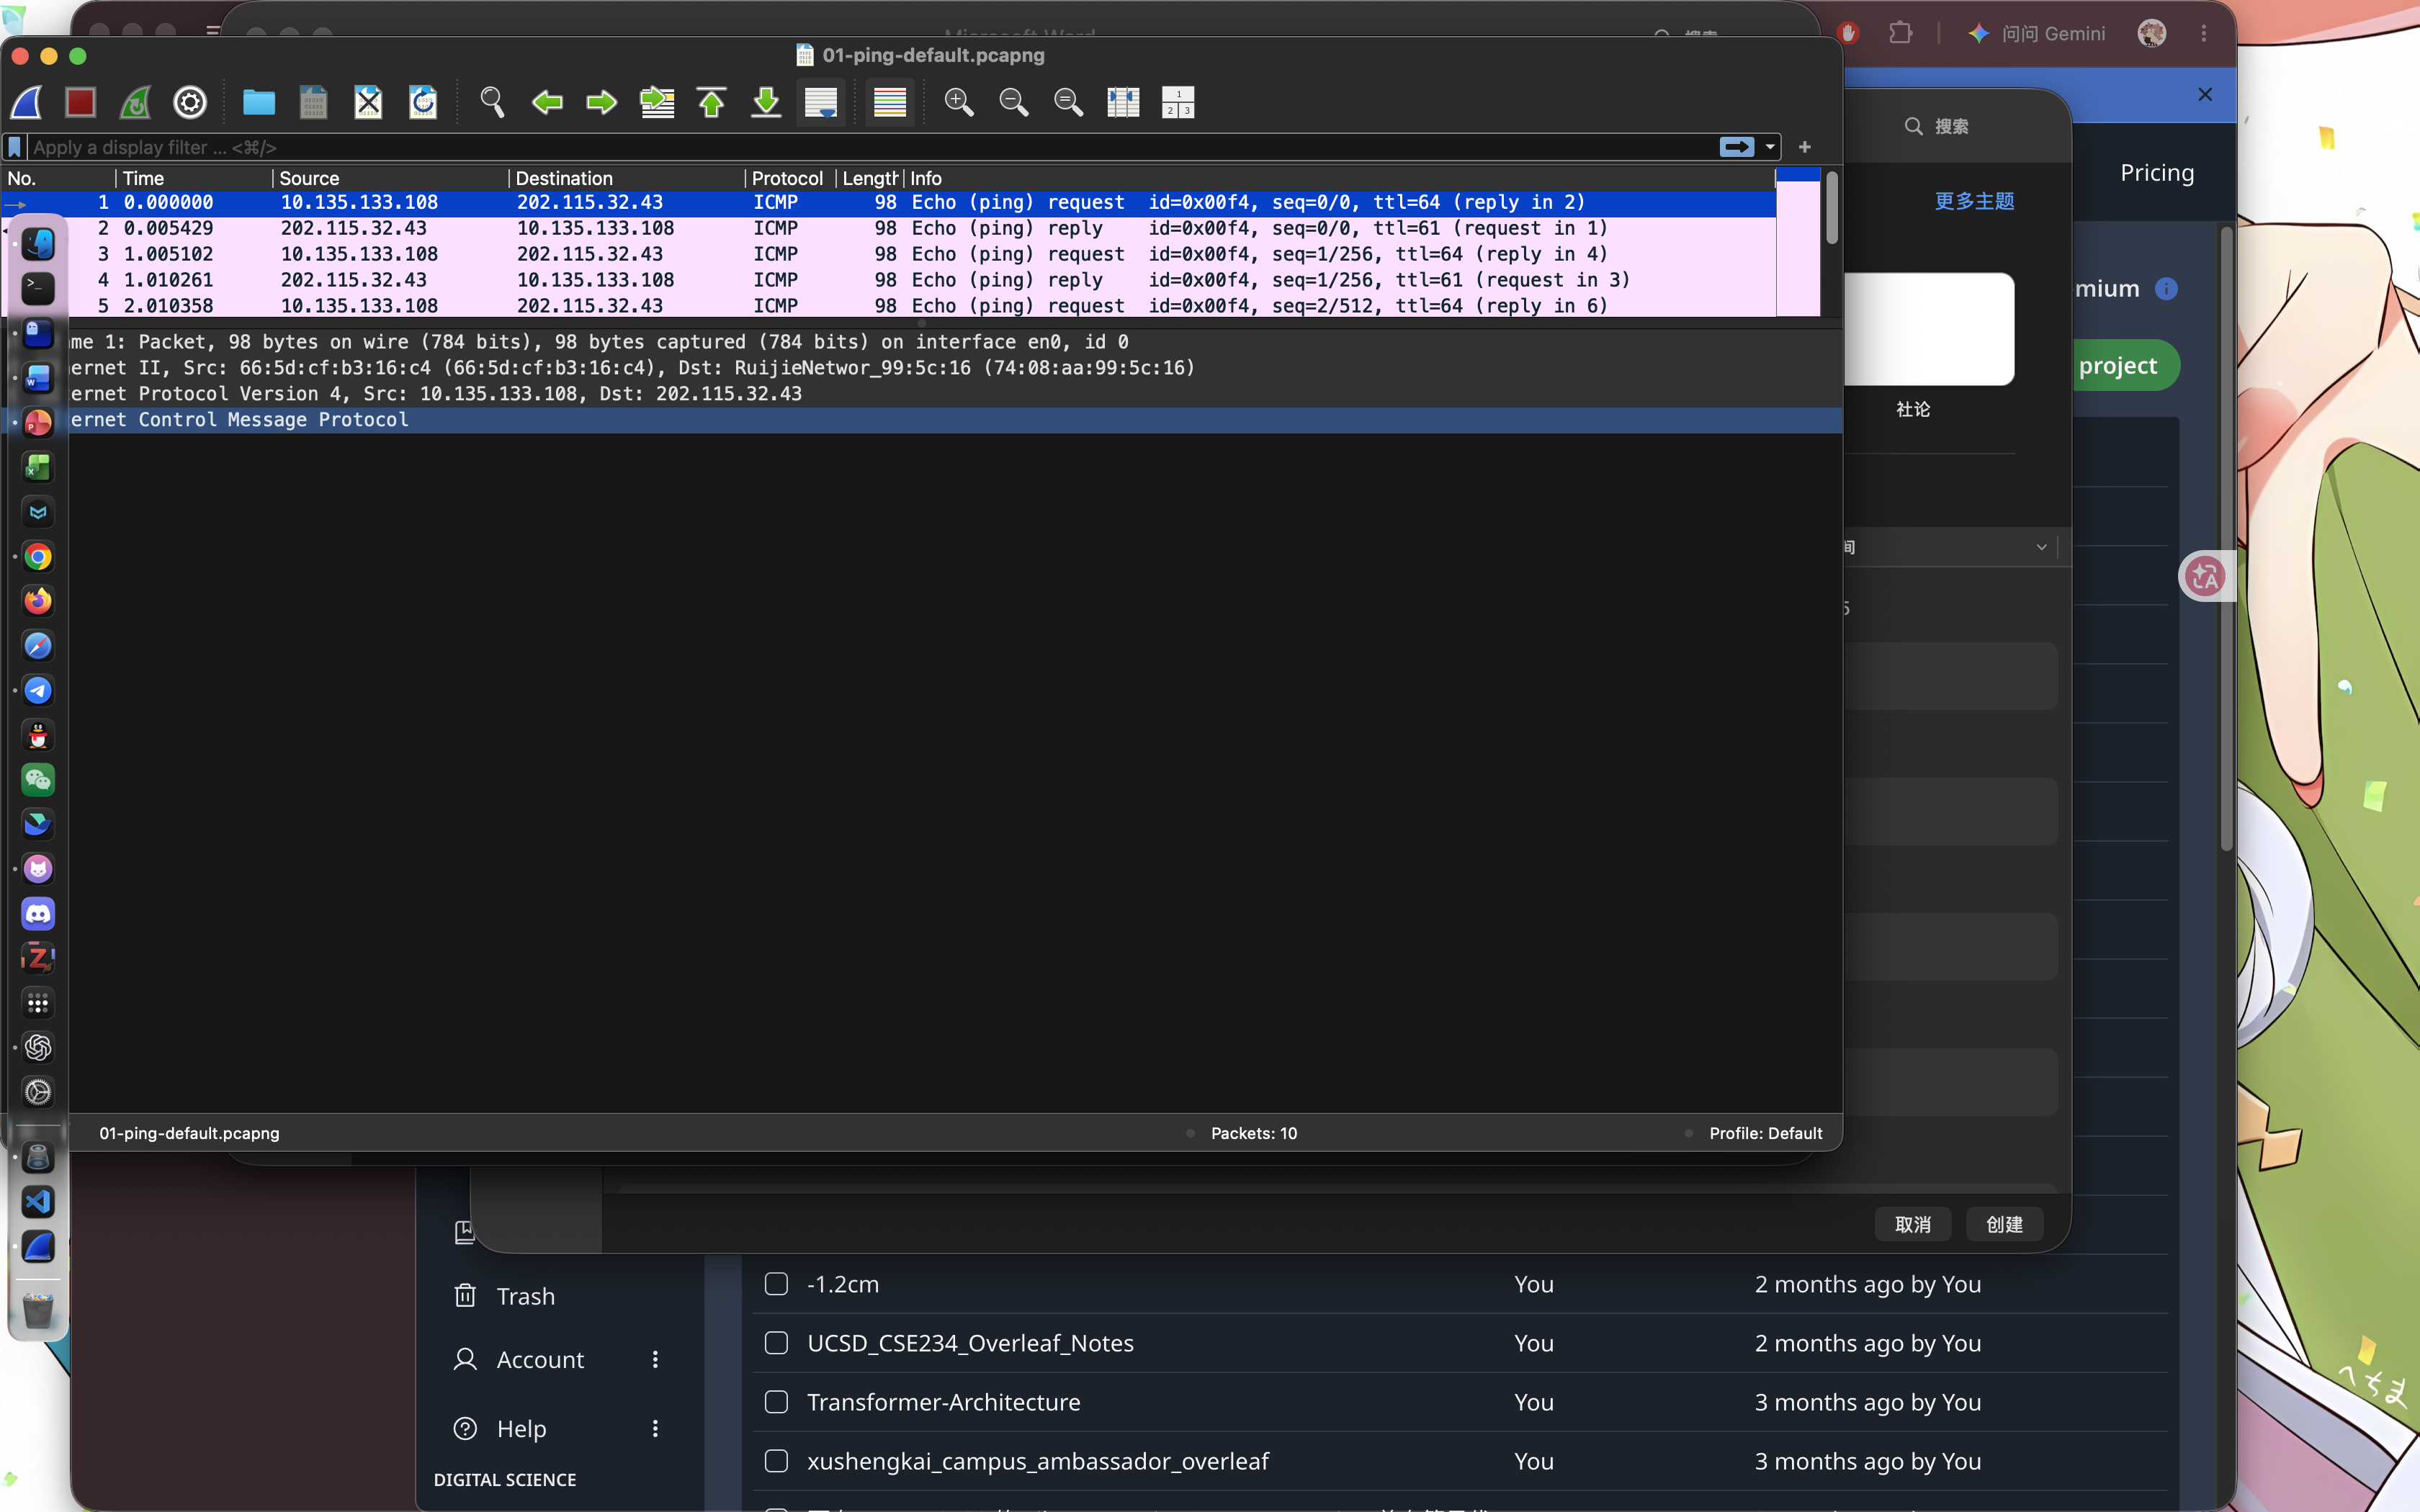 问问 Gemini
01-ping-default.pcapng
搜索
Apply a display filter ... <⌘/>
Pricing
No. Time Source Destination Protocol Length Info
更多主题
1 0.000000 10.135.133.108 202.115.32.43 ICMP 98 Echo (ping) request id=0x00f4, seq=0/0, ttl=64 (reply in 2)
2 0.005429 202.115.32.43 10.135.133.108 ICMP 98 Echo (ping) reply id=0x00f4, seq=0/0, ttl=61 (request in 1)
3 1.005102 10.135.133.108 202.115.32.43 ICMP 98 Echo (ping) request id=0x00f4, seq=1/256, ttl=64 (reply in 4)
4 1.010261 202.115.32.43 10.135.133.108 ICMP 98 Echo (ping) reply id=0x00f4, seq=1/256, ttl=61 (request in 3)
5 2.010358 10.135.133.108 202.115.32.43 ICMP 98 Echo (ping) request id=0x00f4, seq=2/512, ttl=64 (reply in 6)
mium
me 1: Packet, 98 bytes on wire (784 bits), 98 bytes captured (784 bits) on interface en0, id 0
ernet II, Src: 66:5d:cf:b3:16:c4 (66:5d:cf:b3:16:c4), Dst: RuijieNetwor_99:5c:16 (74:08:aa:99:5c:16)
ernet Protocol Version 4, Src: 10.135.133.108, Dst: 202.115.32.43
ernet Control Message Protocol
project
社论
间
01-ping-default.pcapng
Packets: 10
Profile: Default
取消
创建
Trash
Account
Help
DIGITAL SCIENCE
-1.2cm You 2 months ago by You
UCSD_CSE234_Overleaf_Notes You 2 months ago by You
Transformer-Architecture You 3 months ago by You
xushengkai_campus_ambassador_overleaf You 3 months ago by You
へちま